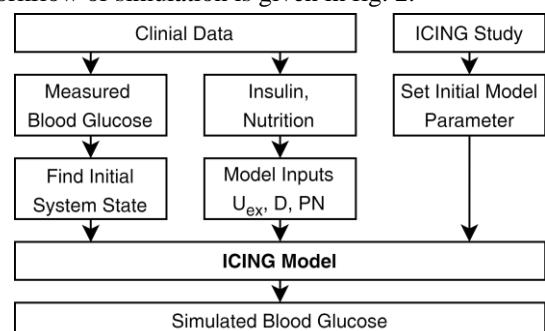 of simulation is given in fig. 2.
Clinial Data
ICING Study
Measured
Blood Glucose
Insulin,
Nutrition
Set Initial Model
Parameter
Find Initial
System State
Model Inputs
Uex, D, PN
ICING Model
Simulated Blood Glucose